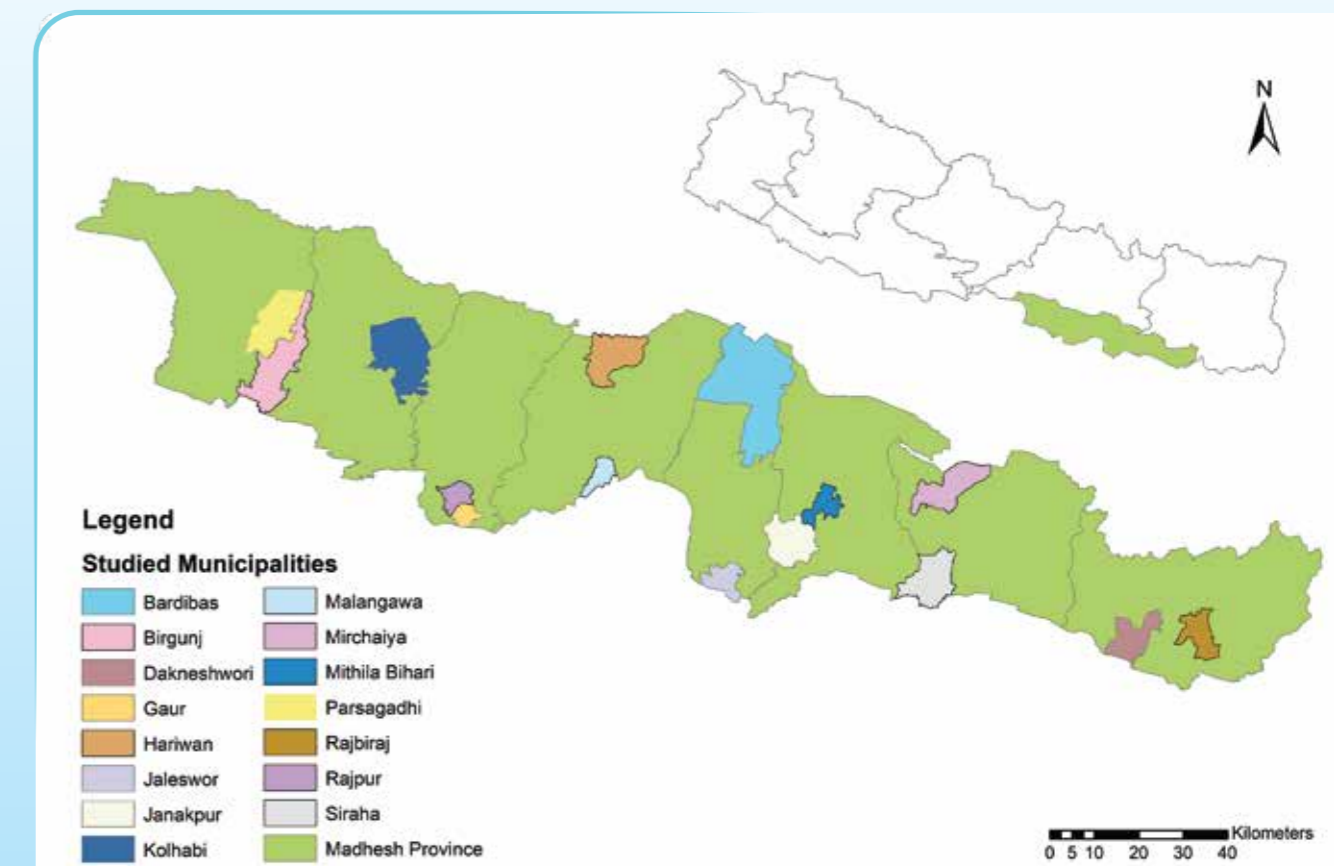 N
Legend
Studied Municipalities
Bardibas
Birgunj
Dakneshwori
Gaur
Hariwan
Jaleswor
Janakpur
Kolhabi
Malangawa
Mirchaiya
Mithila Bihari
Parsagadhi
Rajbiraj
Rajpur
Siraha
Madhesh Province
Kilometers
0 5 10 20 30 40